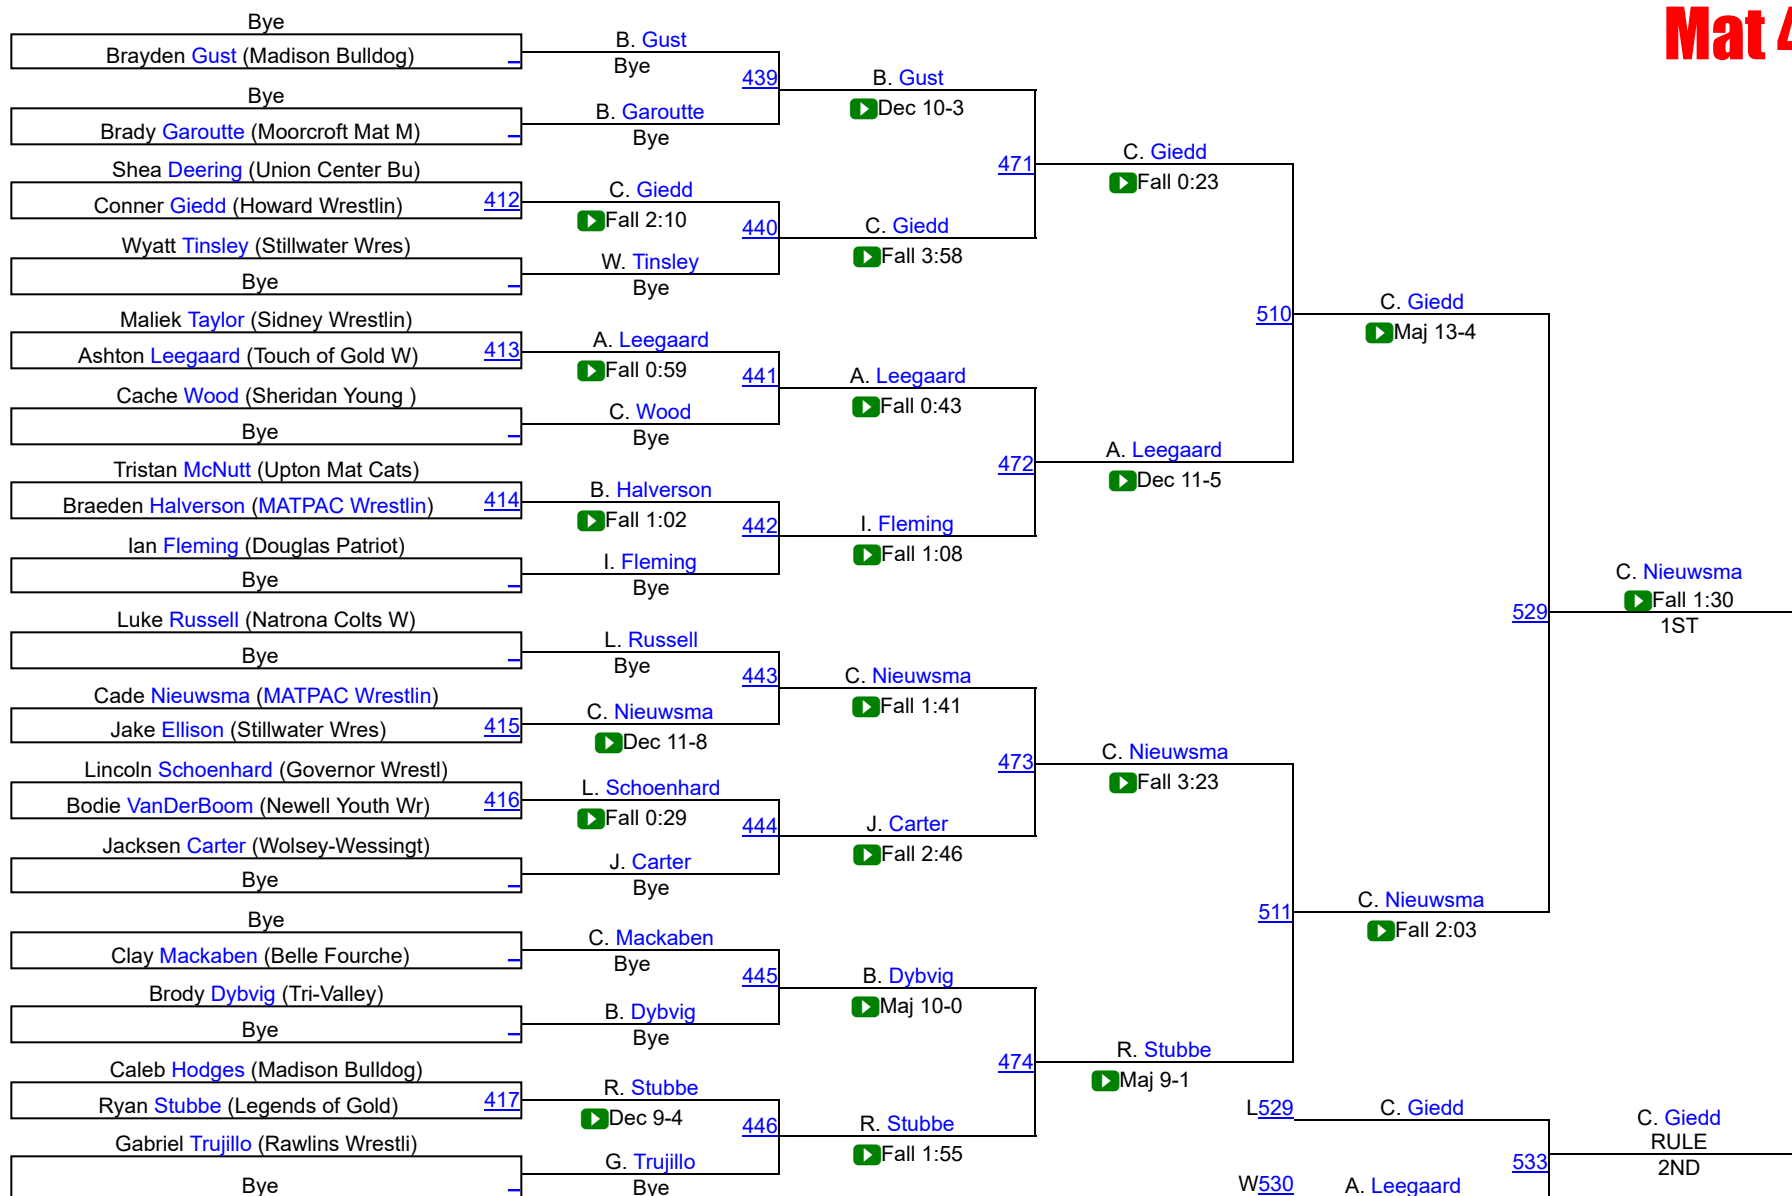 Mat 4
Bye
Brayden Gust (Madison Bulldog)
Bye
Brady Garoutte (Moorcroft Mat M)
Shea Deering (Union Center Bu)
Conner Giedd (Howard Wrestlin) 412
Wyatt Tinsley (Stillwater Wres)
Bye
Maliek Taylor (Sidney Wrestlin)
Ashton Leegaard (Touch of Gold W) 413
Cache Wood (Sheridan Young )
Bye
Tristan McNutt (Upton Mat Cats)
Braeden Halverson (MATPAC Wrestlin) 414
Ian Fleming (Douglas Patriot)
Bye
Luke Russell (Natrona Colts W)
Bye
Cade Nieuwsma (MATPAC Wrestlin)
Jake Ellison (Stillwater Wres) 415
Lincoln Schoenhard (Governor Wrestl)
Bodie VanDerBoom (Newell Youth Wr) 416
Jacksen Carter (Wolsey-Wessingt)
Bye
Bye
Clay Mackaben (Belle Fourche)
Brody Dybvig (Tri-Valley)
Bye
Caleb Hodges (Madison Bulldog)
Ryan Stubbe (Legends of Gold) 417
Gabriel Trujillo (Rawlins Wrestli)
Bye
B. Gust
Bye
439
B. Garoutte
Bye
C. Giedd
Fall 2:10
440
W. Tinsley
Bye
A. Leegaard
Fall 0:59
441
C. Wood
Bye
B. Halverson
Fall 1:02
442
I. Fleming
Bye
L. Russell
Bye
443
C. Nieuwsma
Dec 11-8
L. Schoenhard
Fall 0:29
444
J. Carter
Bye
C. Mackaben
Bye
445
B. Dybvig
Bye
R. Stubbe
Dec 9-4
446
G. Trujillo
Bye
B. Gust
Dec 10-3
471
C. Giedd
Fall 3:58
A. Leegaard
Fall 0:43
472
I. Fleming
Fall 1:08
C. Nieuwsma
Fall 1:41
473
J. Carter
Fall 2:46
B. Dybvig
Maj 10-0
474
R. Stubbe
Fall 1:55
C. Giedd
Fall 0:23
510
A. Leegaard
Dec 11-5
C. Nieuwsma
Fall 3:23
511
R. Stubbe
Maj 9-1
C. Giedd
Maj 13-4
529
C. Nieuwsma
Fall 2:03
C. Nieuwsma
Fall 1:30
1ST
L529 C. Giedd
533
W530 A. Leegaard
C. Giedd
RULE
2ND